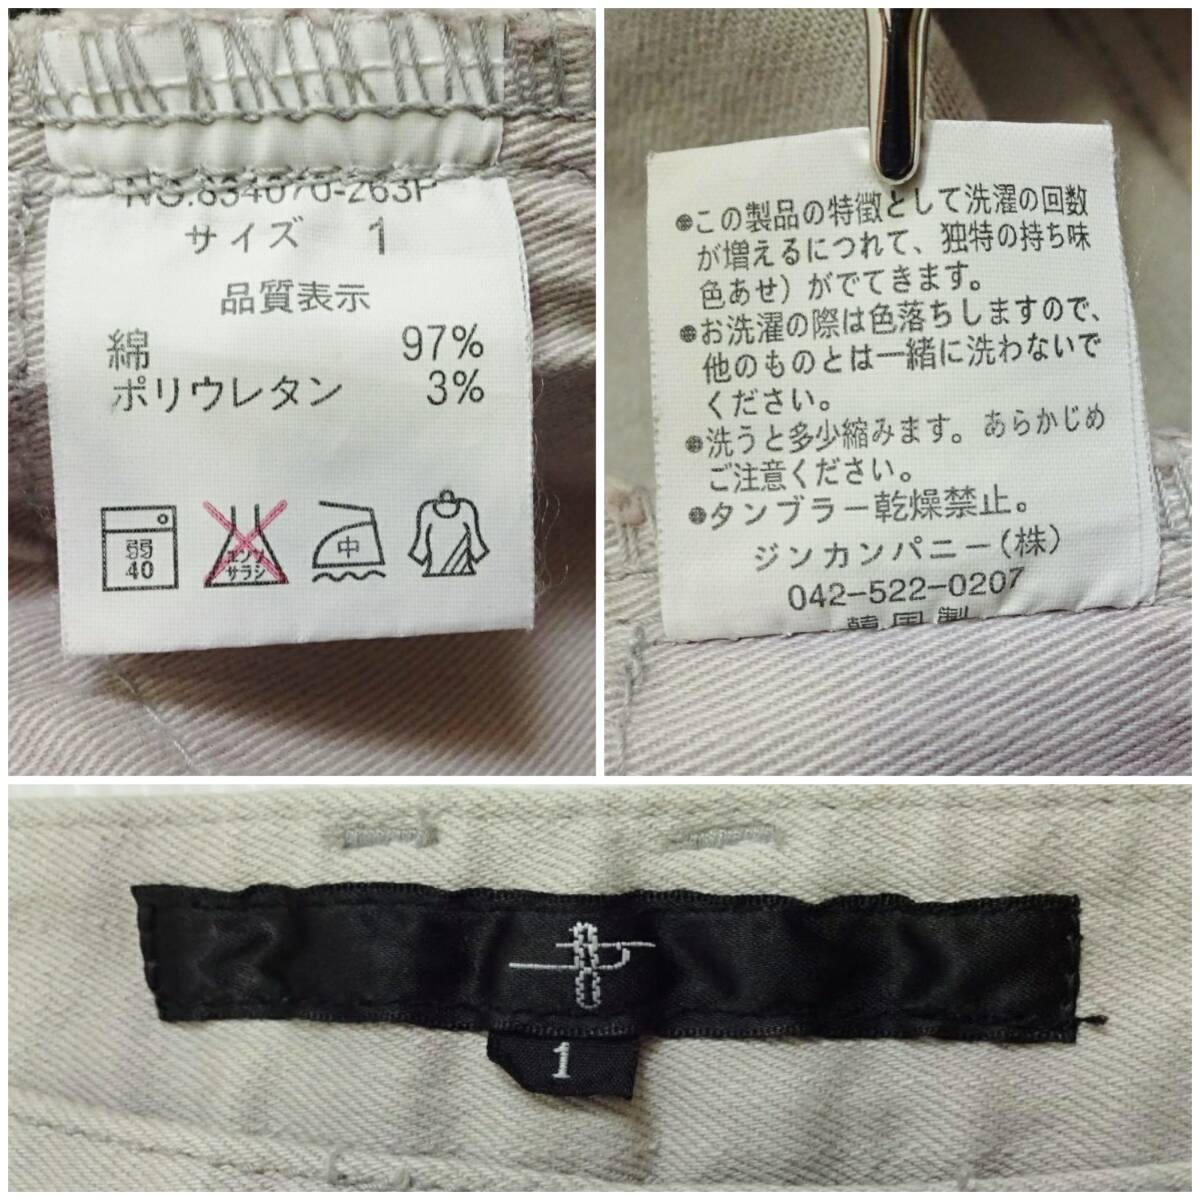 NO.834070-263P
サイズ 1
品質表示
綿 97%
ポリウレタン 3%
弱
40
エンソ
サラシ
中
●この製品の特徴として洗濯の回数
が増えるにつれて、独特の持ち味
色あせ）がでてきます。
●お洗濯の際は色落ちしますので、
他のものとは一緒に洗わないで
ください。
●洗うと多少縮みます。あらかじめ
ご注意ください。
●タンブラー乾燥禁止。
ジンカンパニー(株)
042-522-0207
韓国製
1